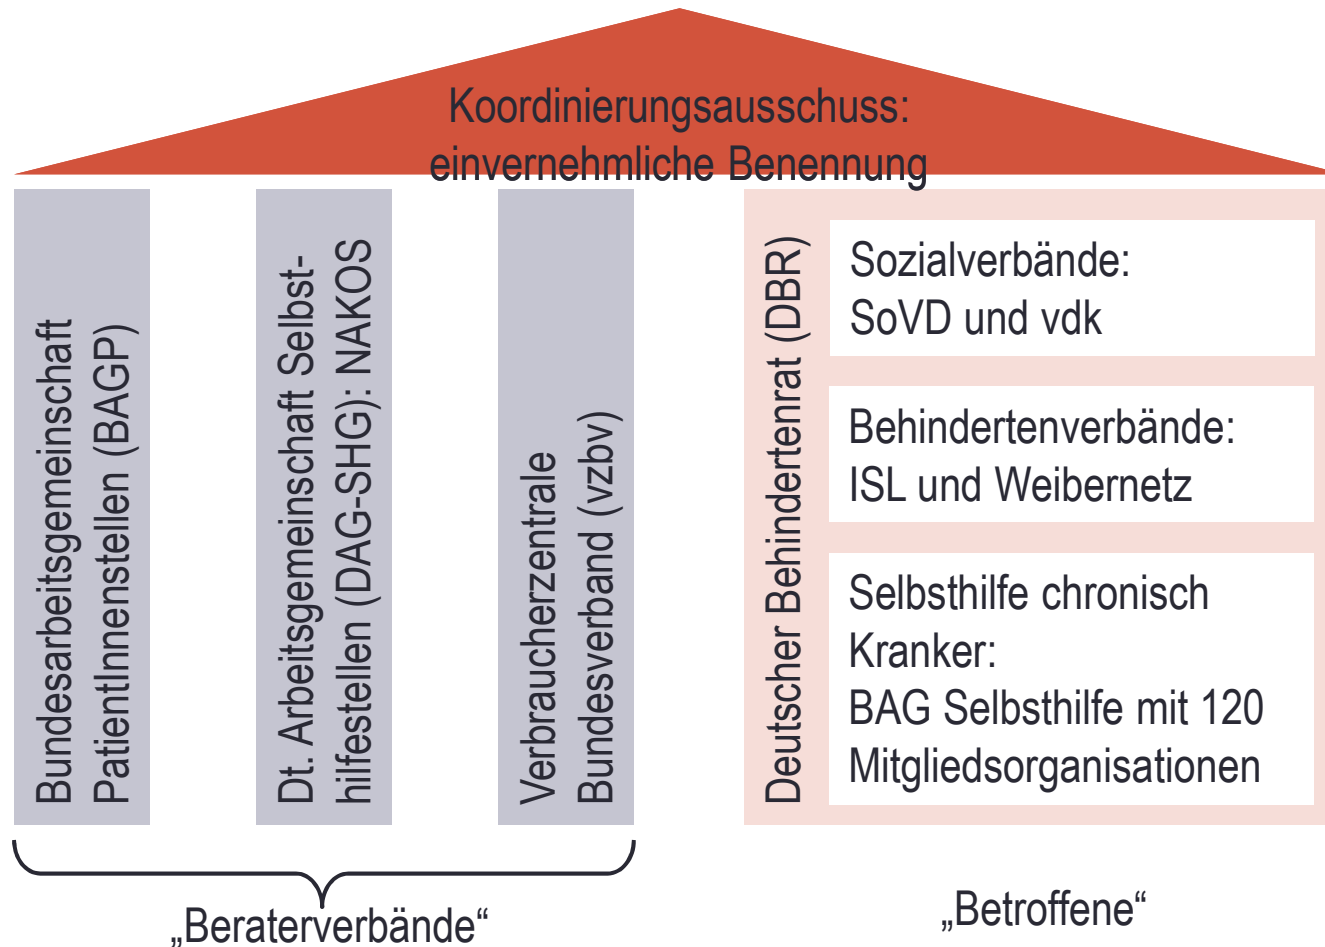 Koordinierungsausschuss:
einvernehmliche Benennung
Bundesarbeitsgemeinschaft
PatientInnenstellen (BAGP)
Dt. Arbeitsgemeinschaft Selbst-
hilfestellen (DAG-SHG): NAKOS
Verbraucherzentrale
Bundesverband (vzbv)
Deutscher Behindertenrat (DBR)
Sozialverbände:
SoVD und vdk
Behindertenverbände:
ISL und Weibernetz
Selbsthilfe chronisch
Kranker:
BAG Selbsthilfe mit 120
Mitgliedsorganisationen
„Beraterverbände“
„Betroffene“